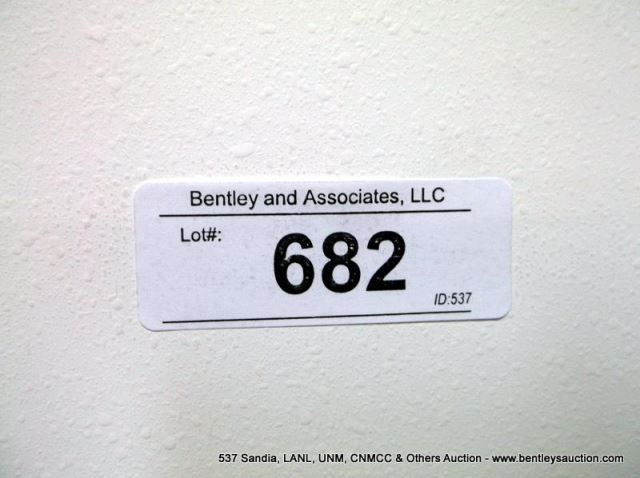 Bentley and Associates, LLC
Lot#:
682
ID:537
537 Sandia, LANL, UNM, CNMCC & Others Auction - www.bentleysauction.com